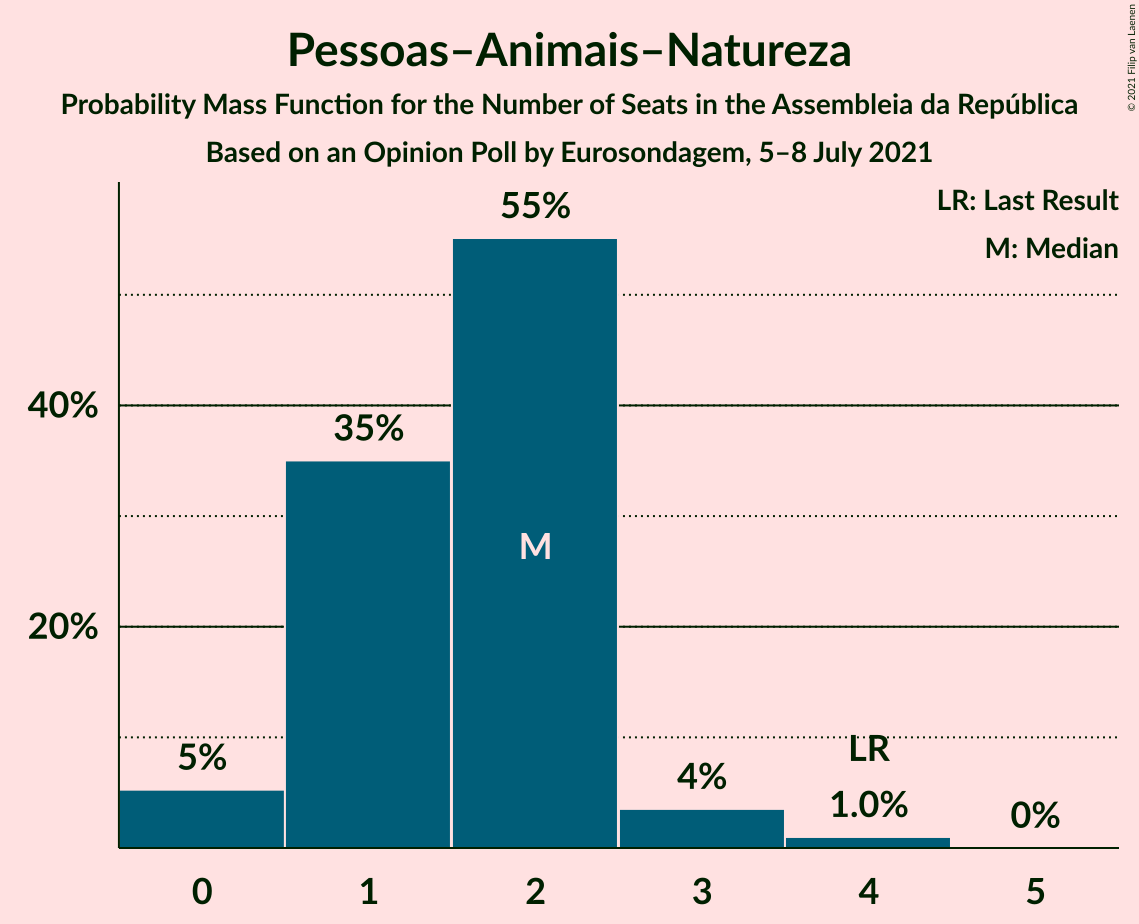 Pessoas–Animais–Natureza
Probability Mass Function for the Number of Seats in the Assembleia da República
Based on an Opinion Poll by Eurosondagem, 5–8 July 2021
© 2021 Filip van Laenen
LR: Last Result
M: Median
55%
40%
35%
M
20%
5%
4%
LR
1.0%
0%
0 1 2 3 4 5